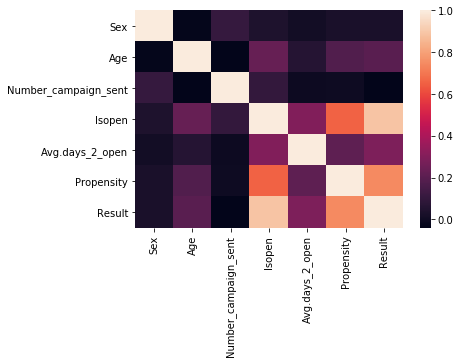 Sex
Age
Number_campaign_sent
Isopen
Avg.days_2_open
Propensity
Result
Sex
Age
Number_campaign_sent
Isopen
Avg.days_2_open
Propensity
Result
1.0
0.8
0.6
0.4
0.2
0.0